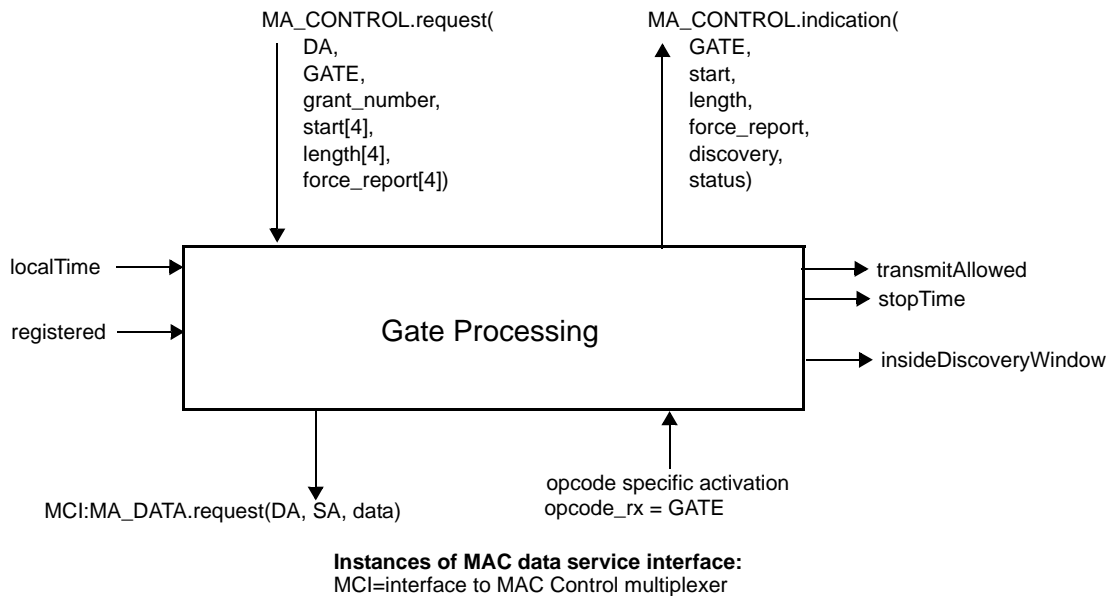 MA_CONTROL.request(
DA,
GATE,
grant_number,
start[4],
length[4],
force_report[4])
MA_CONTROL.indication(
GATE,
start,
length,
force_report,
discovery,
status)
localTime
registered
Gate Processing
transmitAllowed
stopTime
insideDiscoveryWindow
MCI:MA_DATA.request(DA, SA, data)
opcode specific activation
opcode_rx = GATE
Instances of MAC data service interface:
MCI=interface to MAC Control multiplexer